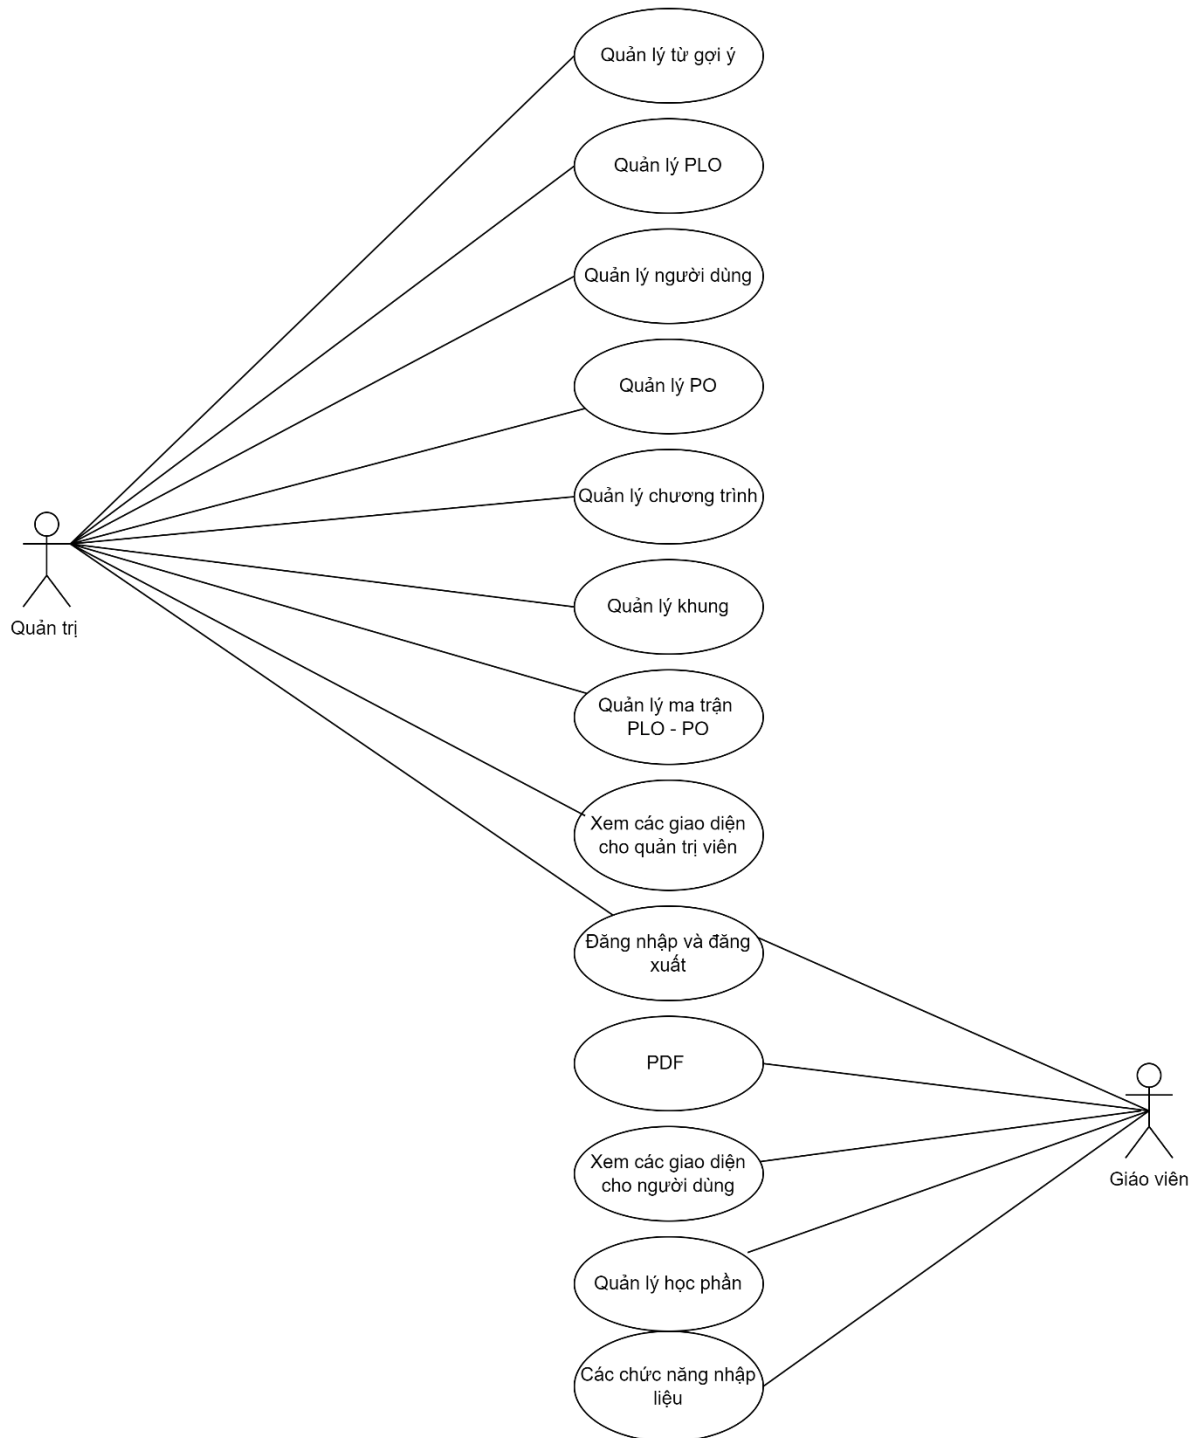 Quản lý từ gợi ý
Quản lý PLO
Quản lý người dùng
Quản lý PO
Quản lý chương trình
Quản lý khung
Quản trị
Quản lý ma trận
PLO - PO
Xem các giao diện
cho quản trị viên
Đăng nhập và đăng
xuất
PDF
Xem các giao diện
cho người dùng
Giáo viên
Quản lý học phần
Các chức năng nhập
liệu